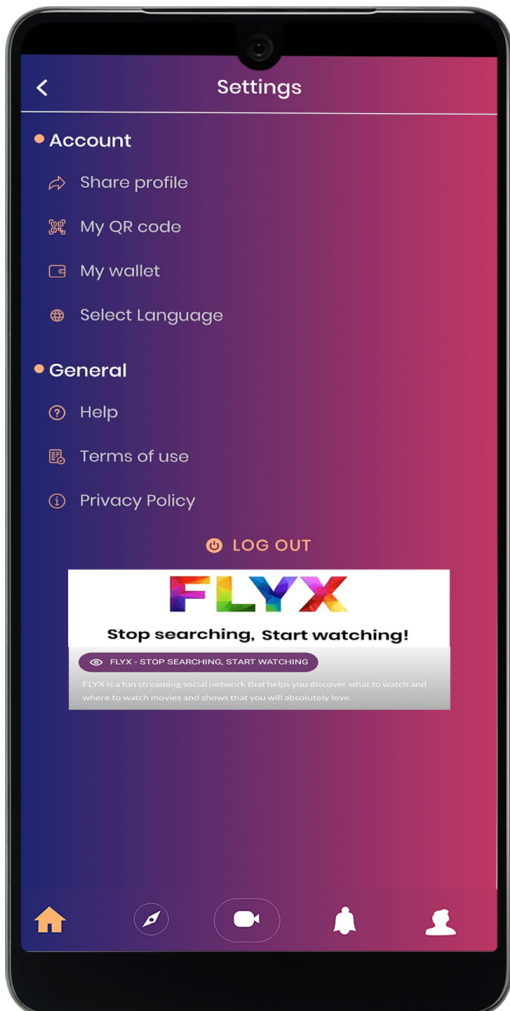 Settings
Account
Share profile
My QR code
My wallet
Select Language
General
Help
Terms of use
Privacy Policy
LOG OUT
FLYX
Stop searching, Start watching!
FLYX - STOP SEARCHING, START WATCHING
FLYX is a fun streaming social network that helps you discover what to watch and
where to watch movies and shows that you will absolutely love.